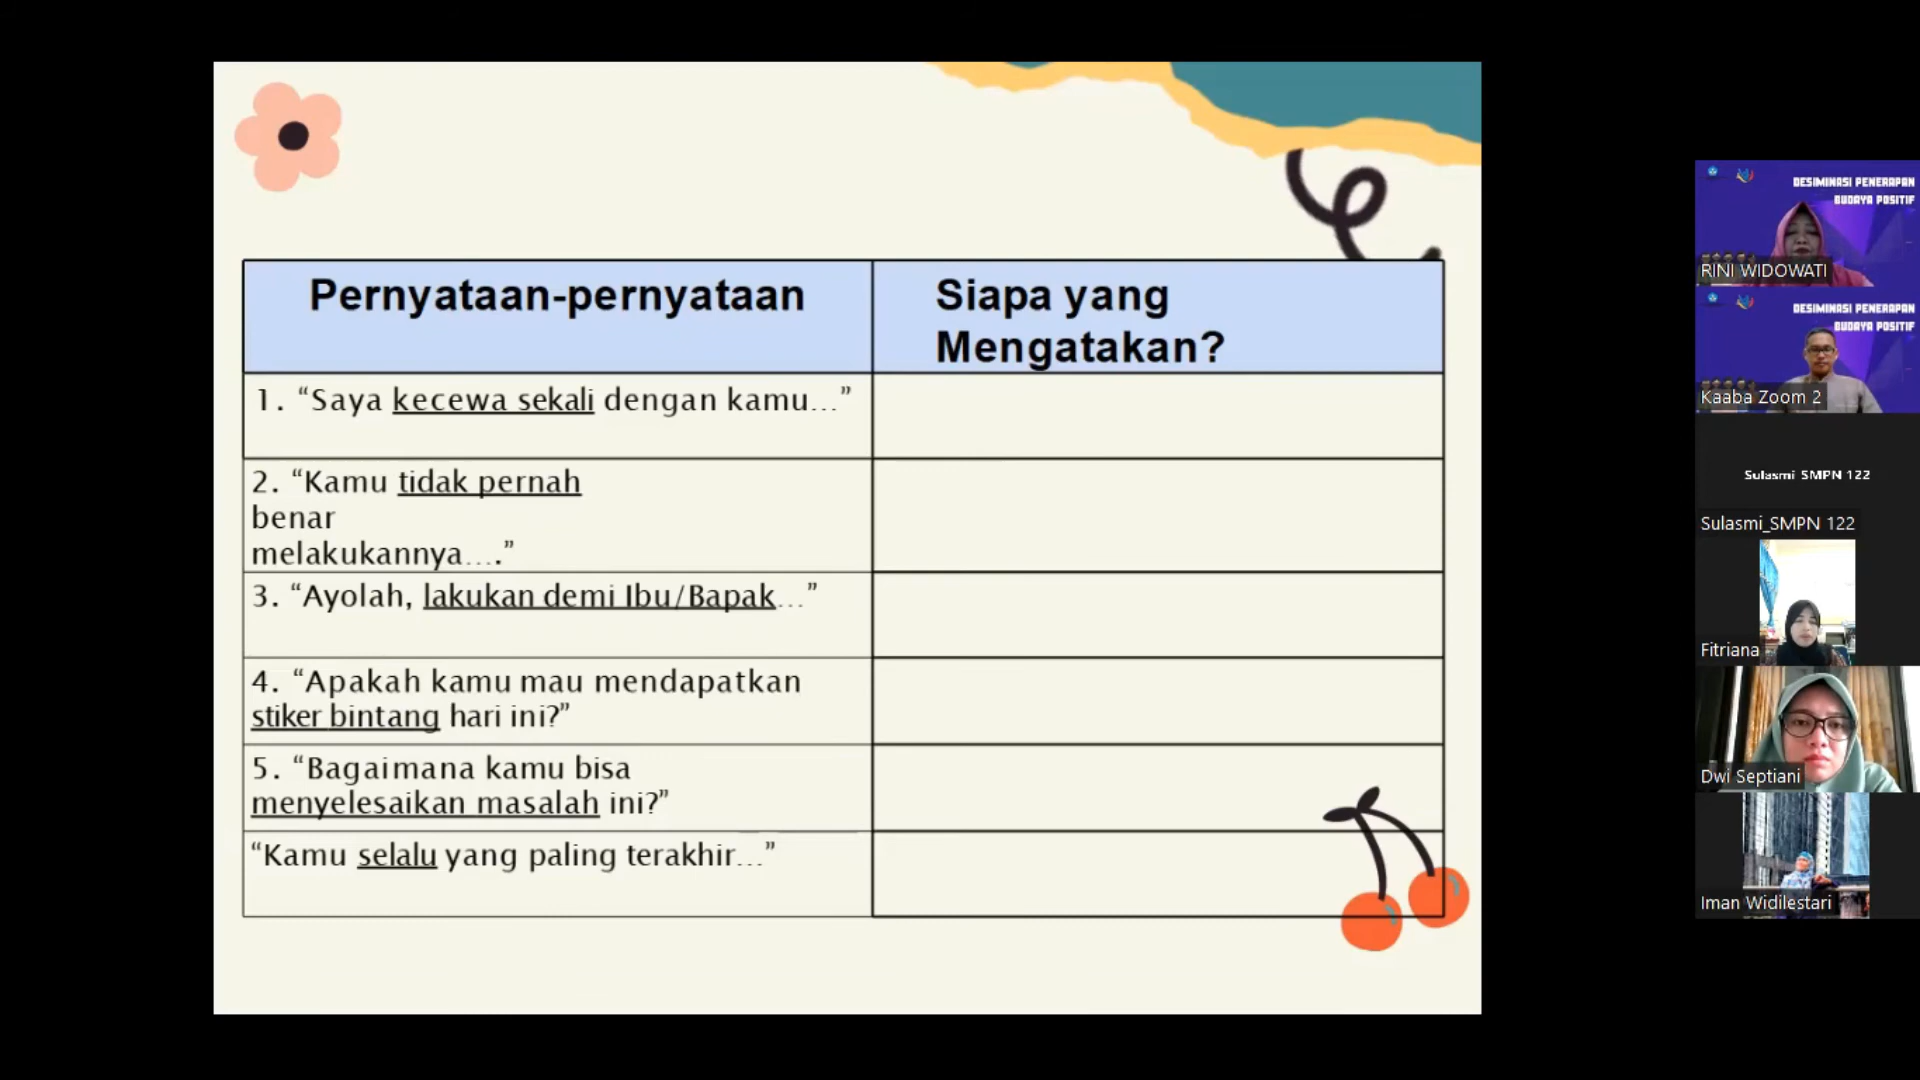 Pernyataan-pernyataan
Siapa yang
Mengatakan?
1. “Saya kecewa sekali dengan kamu...”
2. “Kamu tidak pernah
benar
melakukannya....”
3. “Ayolah, lakukan demi Ibu/Bapak...”
4. “Apakah kamu mau mendapatkan
stiker bintang hari ini?”
5. “Bagaimana kamu bisa
menyelesaikan masalah ini?”
“Kamu selalu yang paling terakhir...”
DESIMINASI PENERAPAN
BUDAYA POSITIF
RINI WIDOWATI
DESIMINASI PENERAPAN
BUDAYA POSITIF
Kaaba Zoom 2
Sulasmi SMPN 122
Sulasmi_SMPN 122
Fitriana
Dwi Septiani
Iman Widilestari